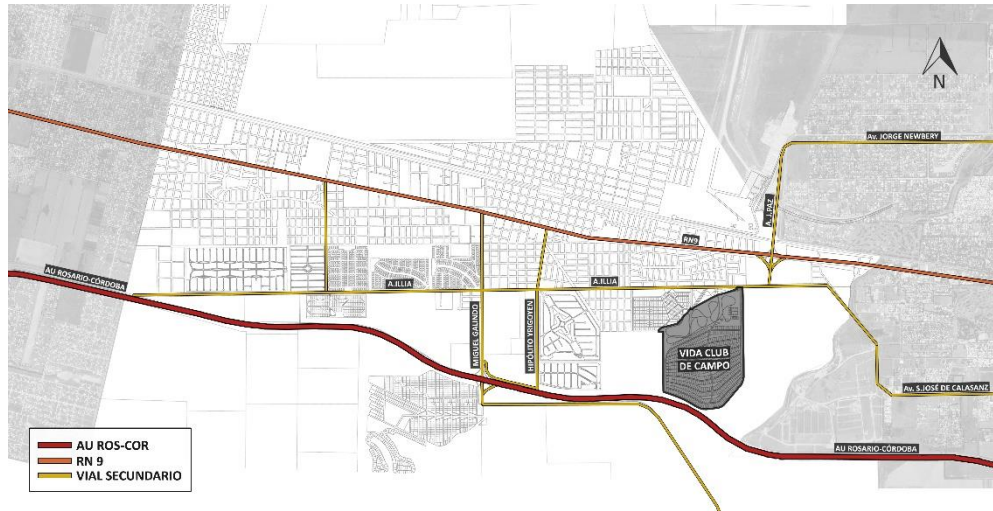 N
Av. JORGE NEWBERY
A. J. PAZ
RN9
AU ROSARIO-CÓRDOBA
A.ILLIA
A.ILLIA
MIGUEL GALINDO
HIPÓLITO YRIGOYEN
VIDA CLUB
DE CAMPO
Av. S.JOSÉ DE CALASANZ
AU ROSARIO-CÓRDOBA
AU ROS-COR
RN 9
VIAL SECUNDARIO